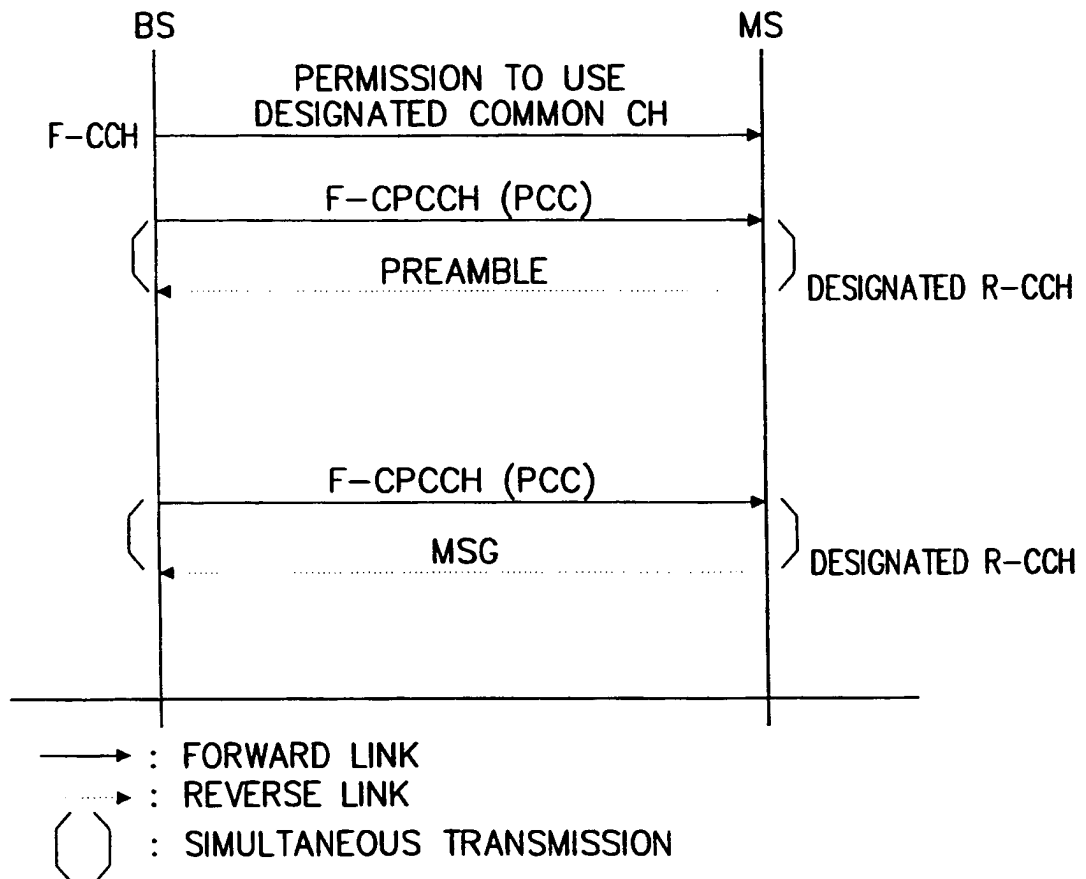 BS
MS
PERMISSION TO USE
DESIGNATED COMMON CH
F-CCH
F-CPCCH (PCC)
PREAMBLE
DESIGNATED R-CCH
F-CPCCH (PCC)
MSG
DESIGNATED R-CCH
: FORWARD LINK
: REVERSE LINK
: SIMULTANEOUS TRANSMISSION